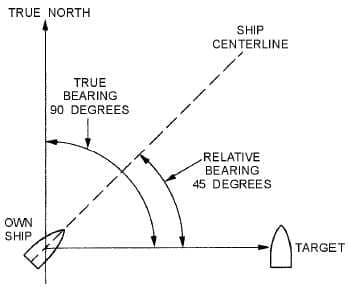 TRUE NORTH
SHIP
CENTERLINE
TRUE
BEARING
90 DEGREES
RELATIVE
BEARING
45 DEGREES
OWN
SHIP
TARGET